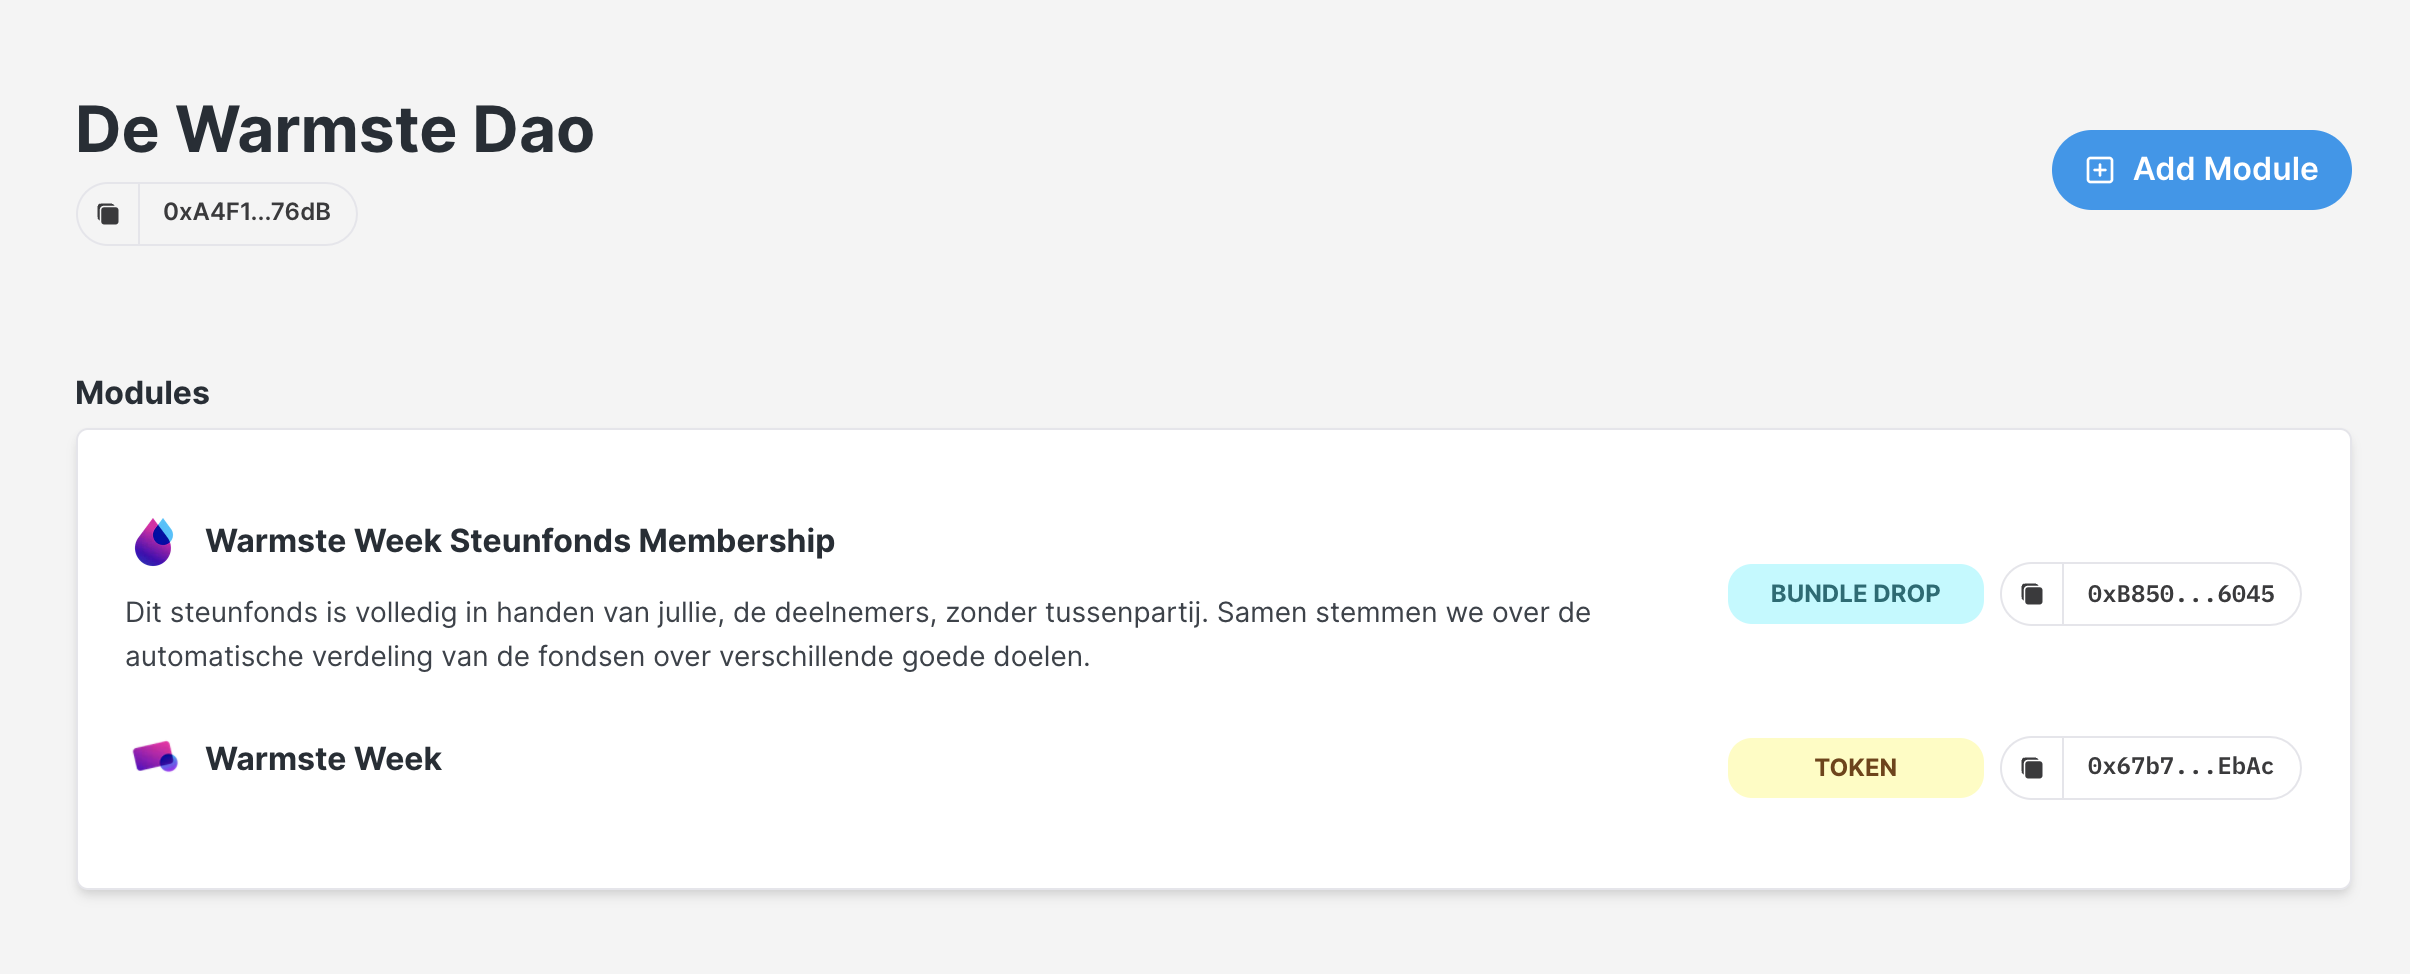 De Warmste Dao
0xA4F1...76dB
Add Module
Modules
Warmste Week Steunfonds Membership
Dit steunfonds is volledig in handen van jullie, de deelnemers, zonder tussenpartij. Samen stemmen we over de
automatische verdeling van de fondsen over verschillende goede doelen.
BUNDLE DROP
0xB850...6045
Warmste Week
TOKEN
0x67b7...EbAc